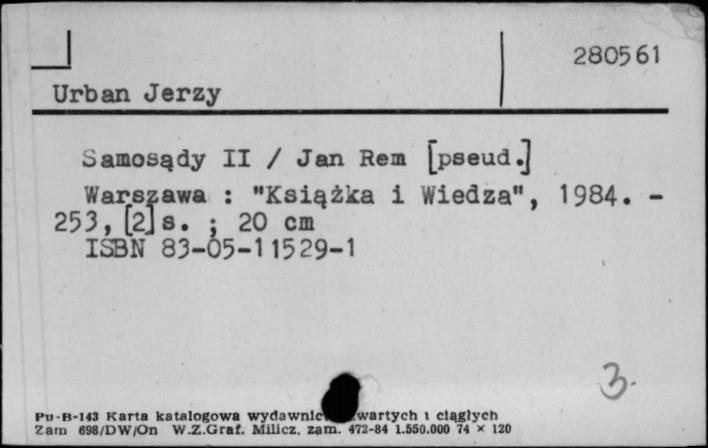 280561
Urban Jerzy
Samosądy II / Jan Rem [pseud.]
Warszawa : "Książka i Wiedza", 1984. -
253, [2] s. ; 20 cm
ISBN 83-05-11529-1
3.
Pu-B-143 Karta katalogowa wydawnic wartych i ciągłych
Zam 698/DW/On W.Z.Graf. Milicz. zam. 472-84 1.550.000 74 × 120